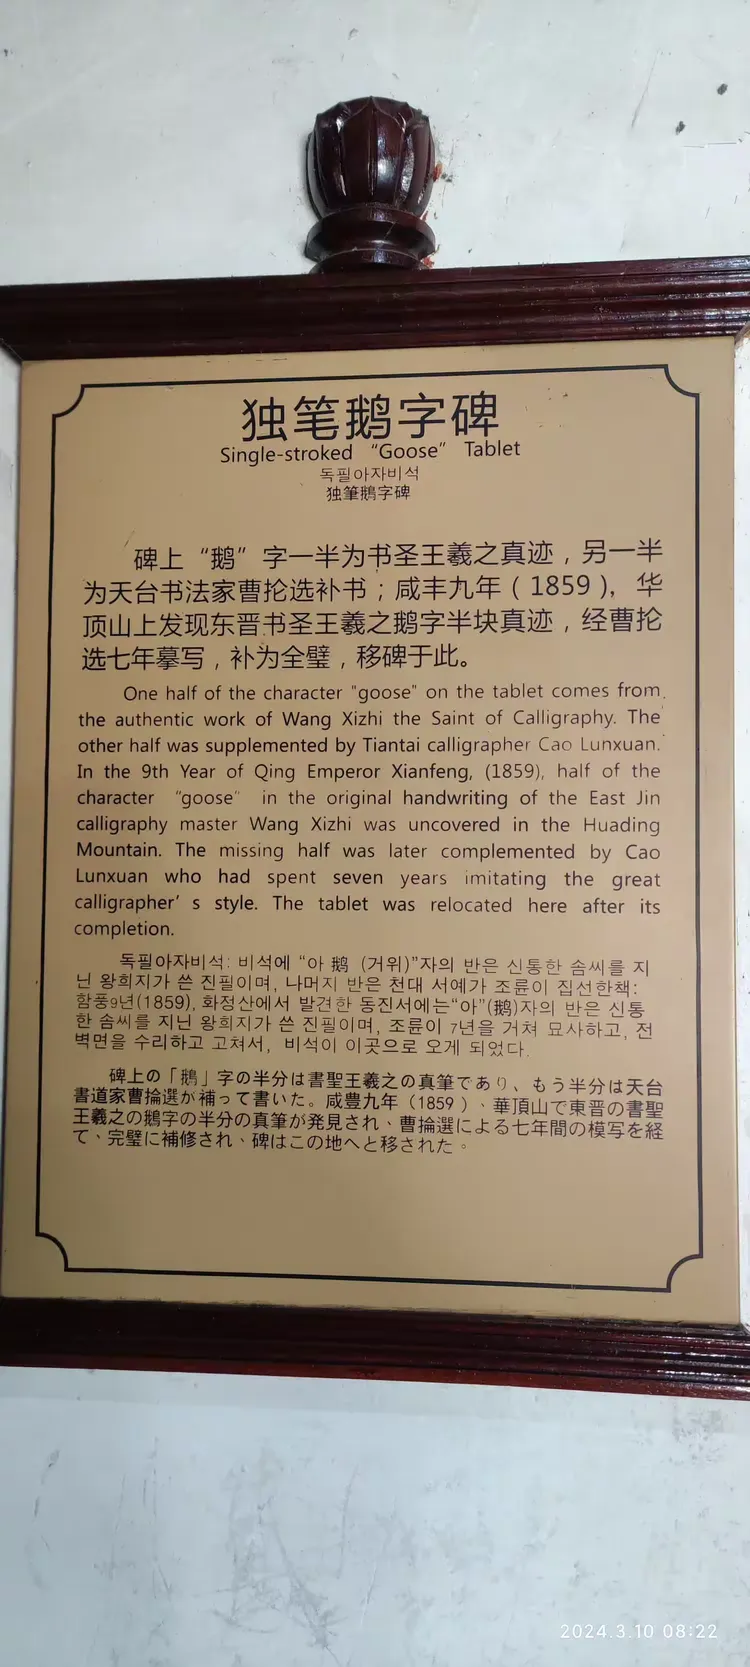 独笔鹅字碑
Single-stroked “Goose” Tablet
독필아자비석
独筆鵝字碑
碑上“鹅”字一半为书圣王羲之真迹，另一半
为天台书法家曹抡选补书；咸丰九年（1859），华
顶山上发现东晋书圣王羲之鹅字半块真迹，经曹抡
选七年摹写，补为全璧，移碑于此。
One half of the character "goose" on the tablet comes from
the authentic work of Wang Xizhi the Saint of Calligraphy. The
other half was supplemented by Tiantai calligrapher Cao Lunxuan.
In the 9th Year of Qing Emperor Xianfeng, (1859), half of the
character “goose” in the original handwriting of the East Jin
calligraphy master Wang Xizhi was uncovered in the Huading
Mountain. The missing half was later complemented by Cao
Lunxuan who had spent seven years imitating the great
calligrapher’s style. The tablet was relocated here after its
completion.
독필아자비석: 비석에 “아 鹅 (거위)”자의 반은 신통한 솜씨를 지
닌 왕희지가 쓴 진필이며, 나머지 반은 천대 서예가 조륜이 집선한책:
함풍9년(1859), 화정산에서 발견한 동진서에는“아”(鹅)자의 반은 신통
한 솜씨를 지닌 왕희지가 쓴 진필이며, 조륜이 7년을 거쳐 묘사하고, 전
벽면을 수리하고 고쳐서, 비석이 이곳으로 오게 되었다.
碑上の「鵝」字の半分は書聖王羲之の真筆であり、もう半分は天台
書道家曹掄選が補って書いた。咸豊九年（1859）、華頂山で東晋の書聖
王羲之の鵝字の半分の真筆が発見され、曹掄選による七年間の模写を経
て、完璧に補修され、碑はこの地へと移された。
2024.3.10 08:22